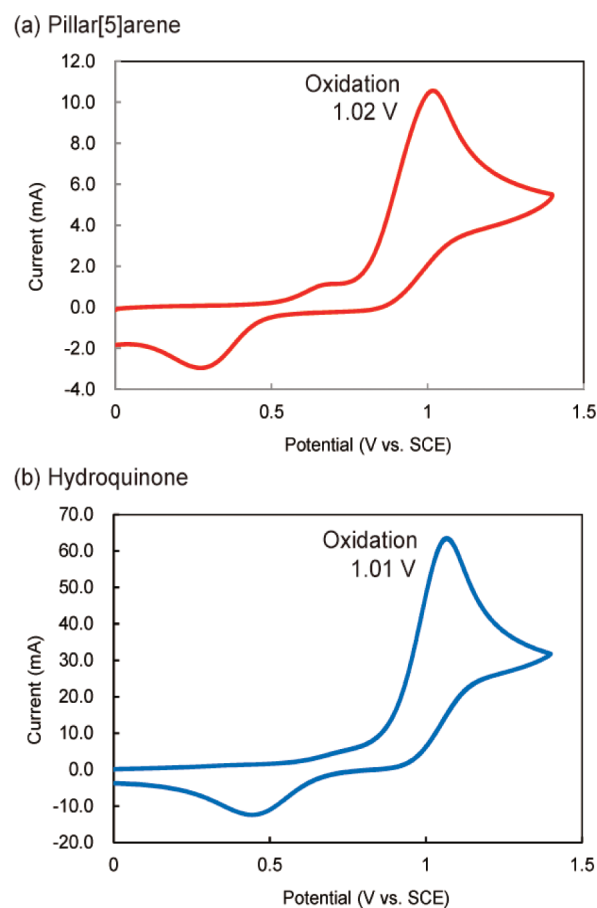 (a) Pillar[5]arene
12.0
10.0
8.0
6.0
4.0
2.0
0.0
-2.0
-4.0
Current (mA)
Oxidation
1.02 V
0
0.5
1
1.5
Potential (V vs. SCE)
(b) Hydroquinone
70.0
60.0
50.0
40.0
30.0
20.0
10.0
0.0
-10.0
-20.0
Current (mA)
Oxidation
1.01 V
0
0.5
1
1.5
Potential (V vs. SCE)